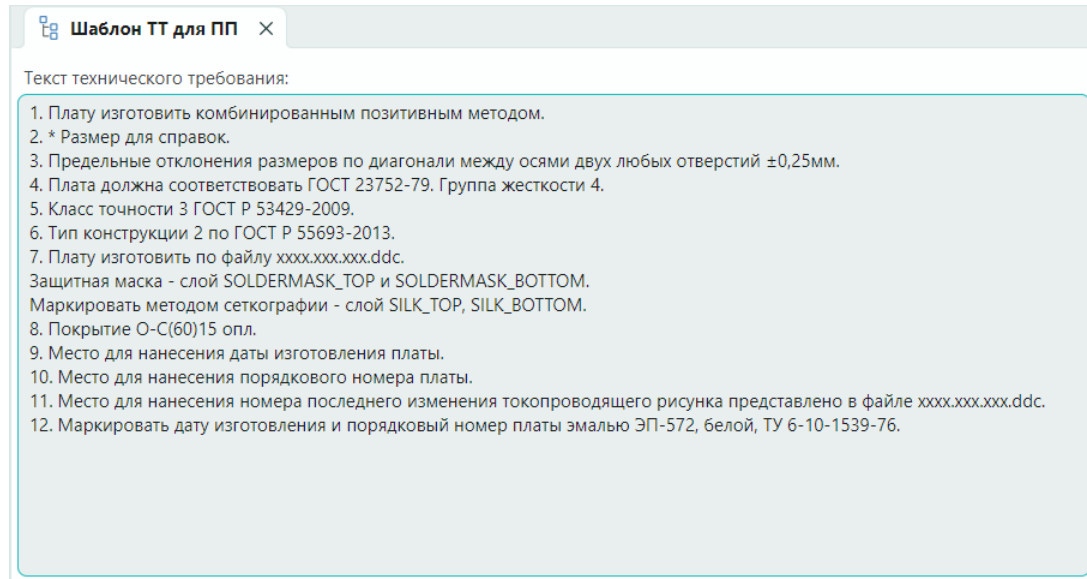 Шаблон ТТ для ПП
Текст технического требования:
1. Плату изготовить комбинированным позитивным методом.
2. * Размер для справок.
3. Предельные отклонения размеров по диагонали между осями двух любых отверстий ±0,25мм.
4. Плата должна соответствовать ГОСТ 23752-79. Группа жесткости 4.
5. Класс точности 3 ГОСТ Р 53429-2009.
6. Тип конструкции 2 по ГОСТ Р 55693-2013.
7. Плату изготовить по файлу xxxx.xxx.xxx.ddc.
Защитная маска - слой SOLDERMASK_TOP и SOLDERMASK_BOTTOM.
Маркировать методом сеткографии - слой SILK_TOP, SILK_BOTTOM.
8. Покрытие О-С(60)15 опл.
9. Место для нанесения даты изготовления платы.
10. Место для нанесения порядкового номера платы.
11. Место для нанесения номера последнего изменения токопроводящего рисунка представлено в файле xxxx.xxx.xxx.ddc.
12. Маркировать дату изготовления и порядковый номер платы эмалью ЭП-572, белой, ТУ 6-10-1539-76.